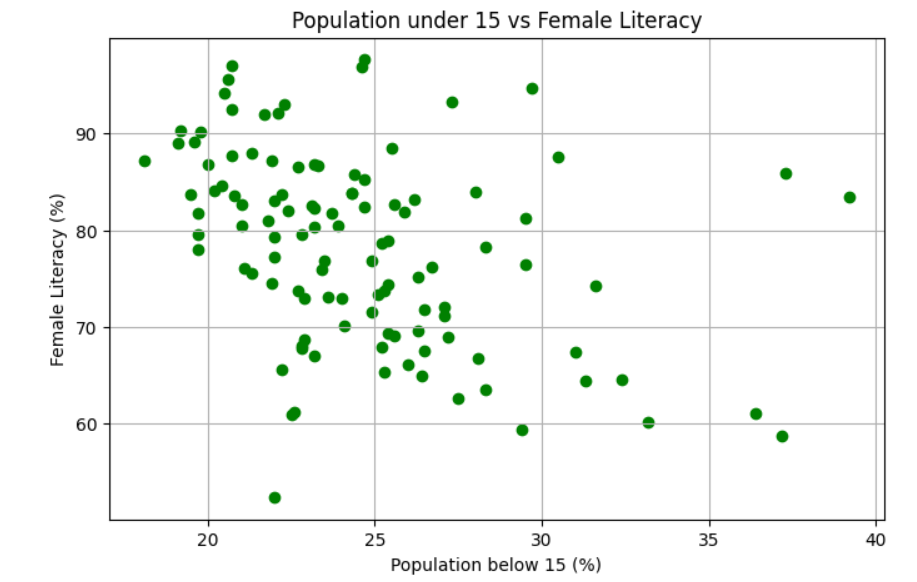 Population under 15 vs Female Literacy
90
80
70
60
Female Literacy (%)
20 25 30 35 40
Population below 15 (%)